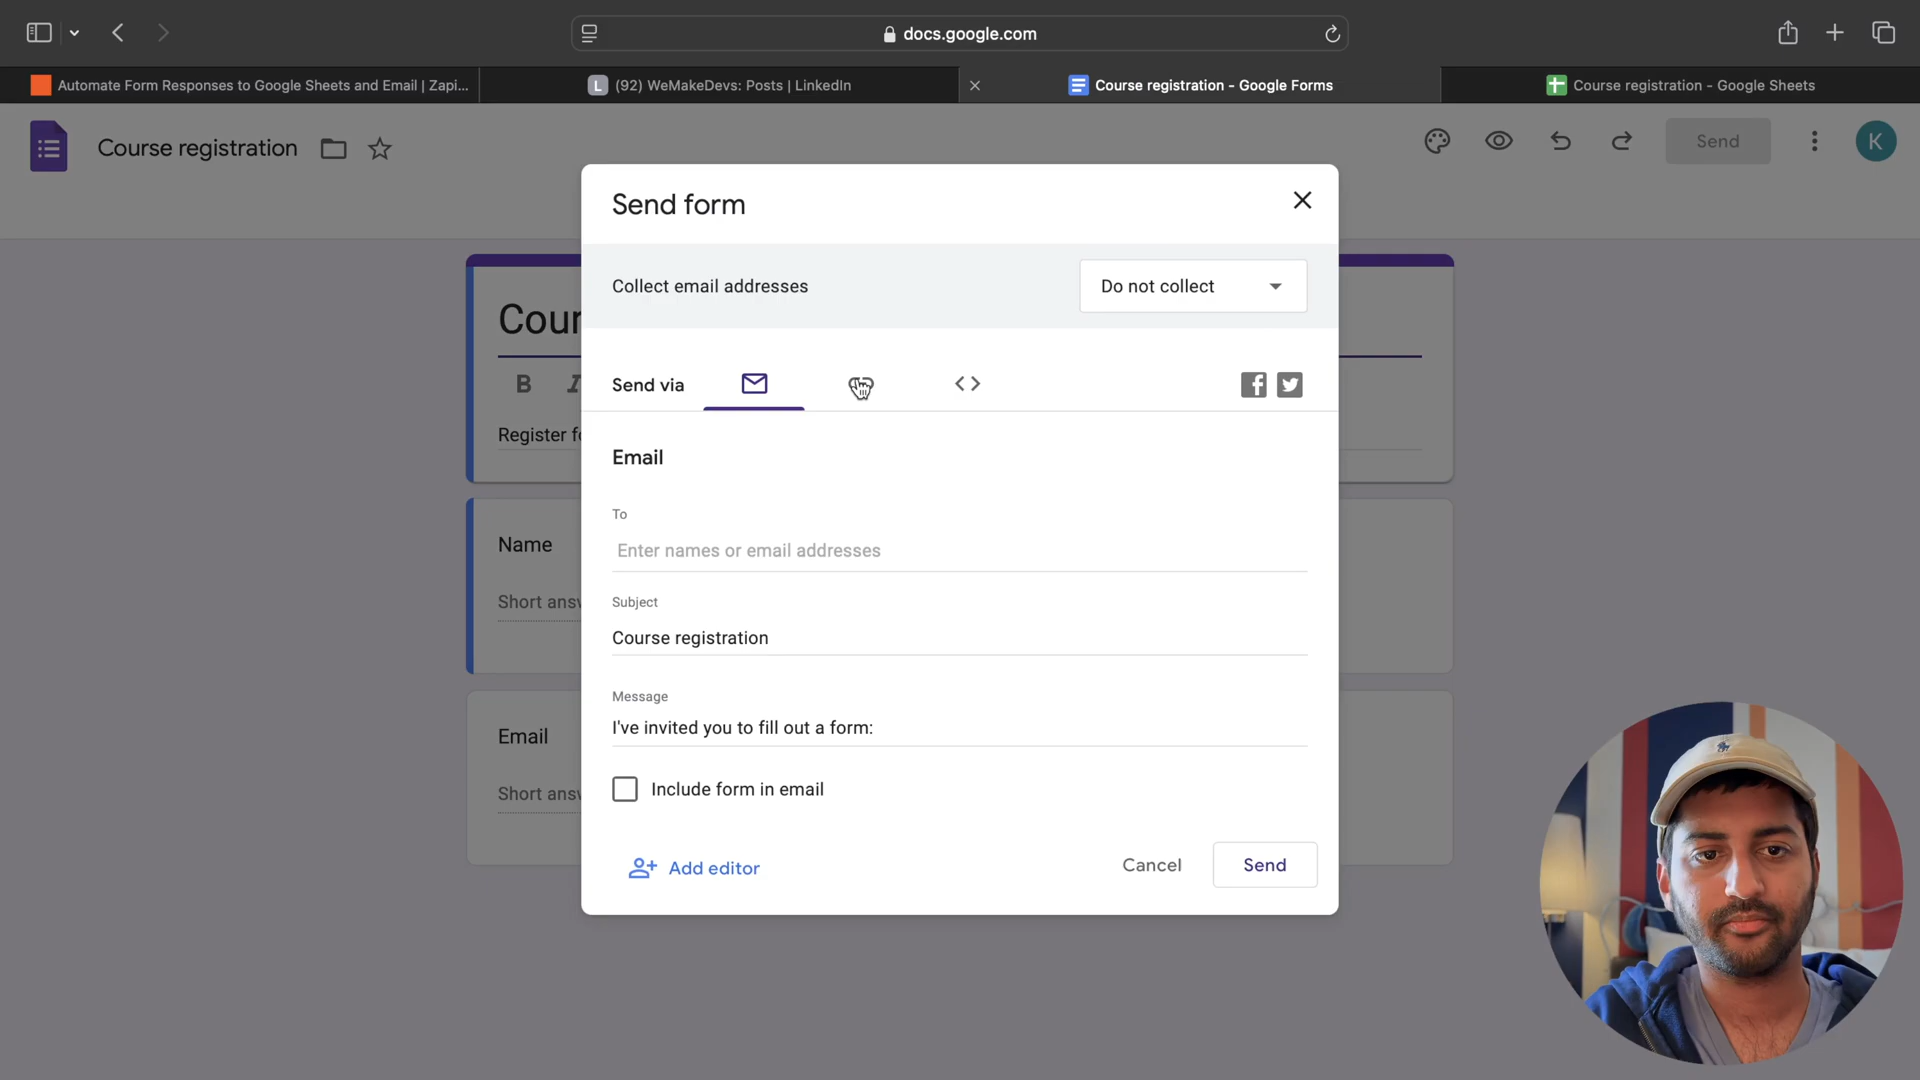 docs.google.com
Automate Form Responses to Google Sheets and Email | Zapi...
L (92) WeMakeDevs: Posts | LinkedIn
Course registration - Google Forms
Course registration - Google Sheets
Course registration
Send
K
Send form
Collect email addresses
Do not collect
Cour
Send via
B I
Register f
Email
To
Enter names or email addresses
Name
Subject
Short ans
Course registration
Message
I've invited you to fill out a form:
Email
Include form in email
Short ans
Add editor
Cancel
Send